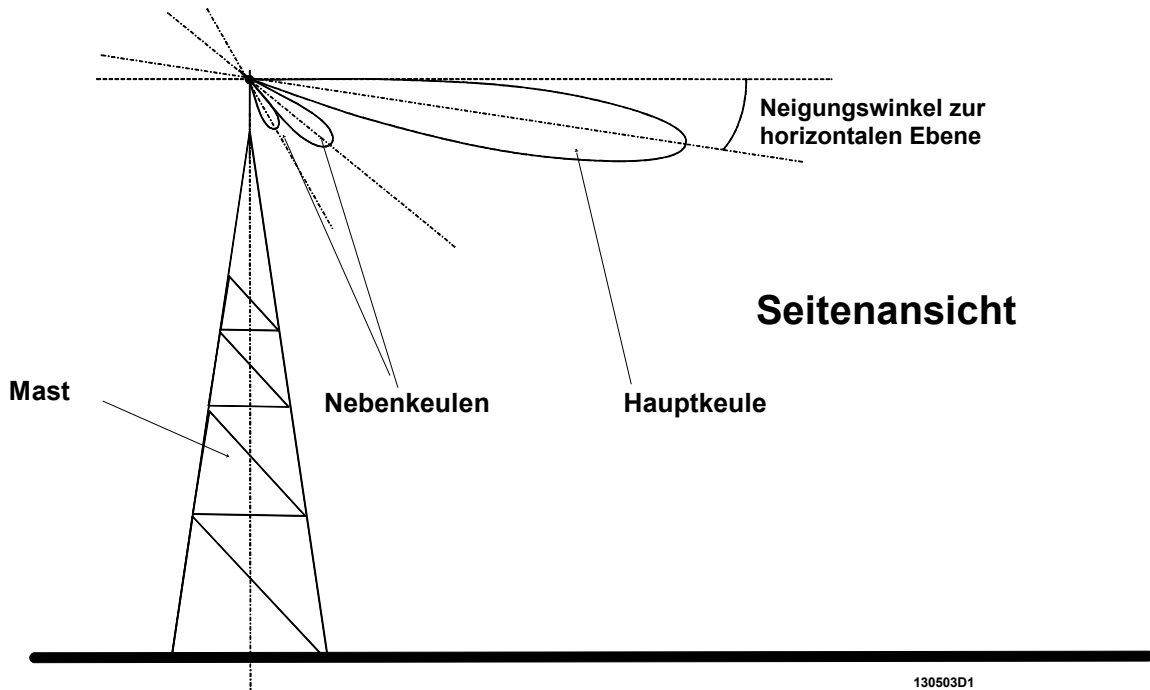 Neigungswinkel zur
horizontalen Ebene
Seitenansicht
Mast
Nebenkeulen
Hauptkeule
130503D1